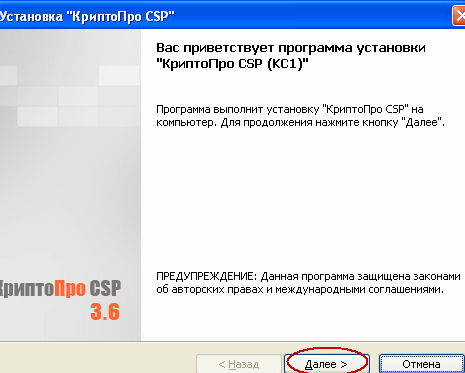 Установка "КриптоПро CSP"
Вас приветствует программа установки
"КриптоПро CSP (KC1)"
Программа выполнит установку "КриптоПро CSP" на
компьютер. Для продолжения нажмите кнопку "Далее".
КриптоПро CSP
3.6
ПРЕДУПРЕЖДЕНИЕ: Данная программа защищена законами
об авторских правах и международными соглашениями.
< Назад Далее > Отмена